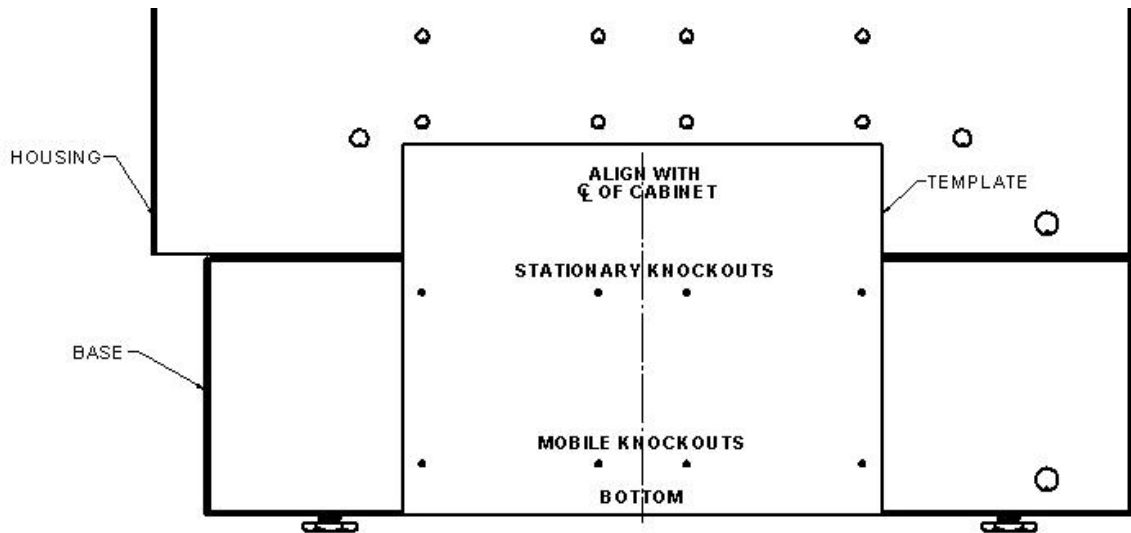 HOUSING
ALIGN WITH
℄ OF CABINET
TEMPLATE
STATIONARY KNOCKOUTS
BASE
MOBILE KNOCKOUTS
BOTTOM